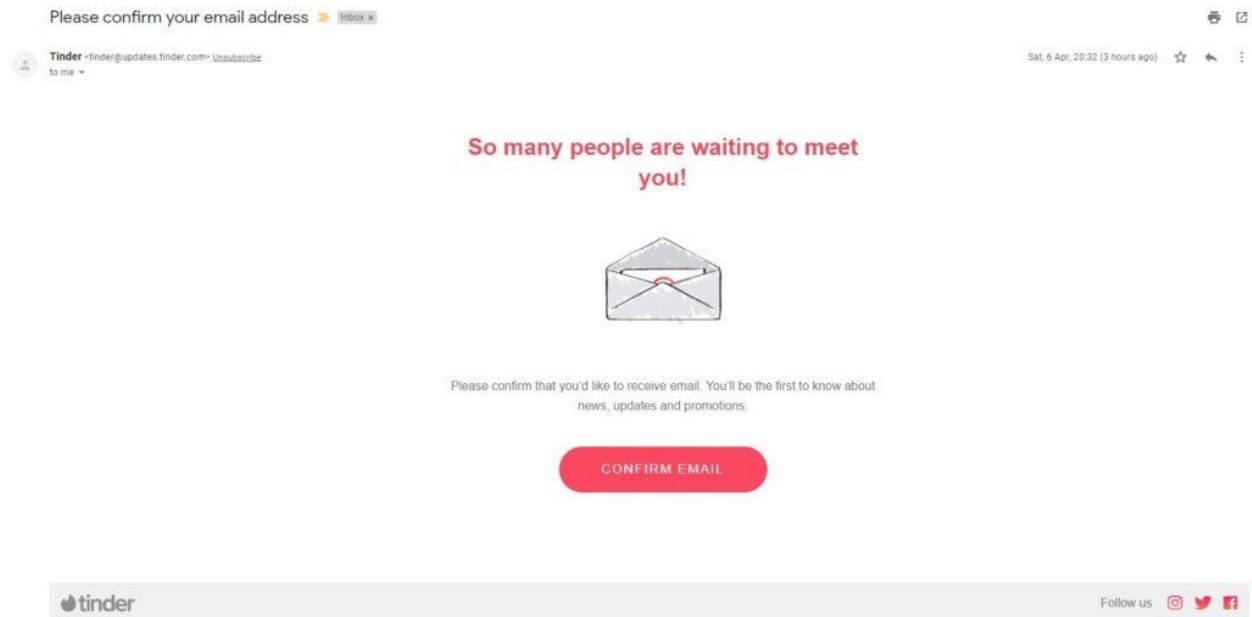 Please confirm your email address
Inbox x
Tinder <tinder@updates.tinder.com> Unsubscribe
Sat, 6 Apr, 20:32 (3 hours ago)
to me
So many people are waiting to meet
you!
Please confirm that you'd like to receive email. You'll be the first to know about
news, updates and promotions.
CONFIRM EMAIL
tinder
Follow us